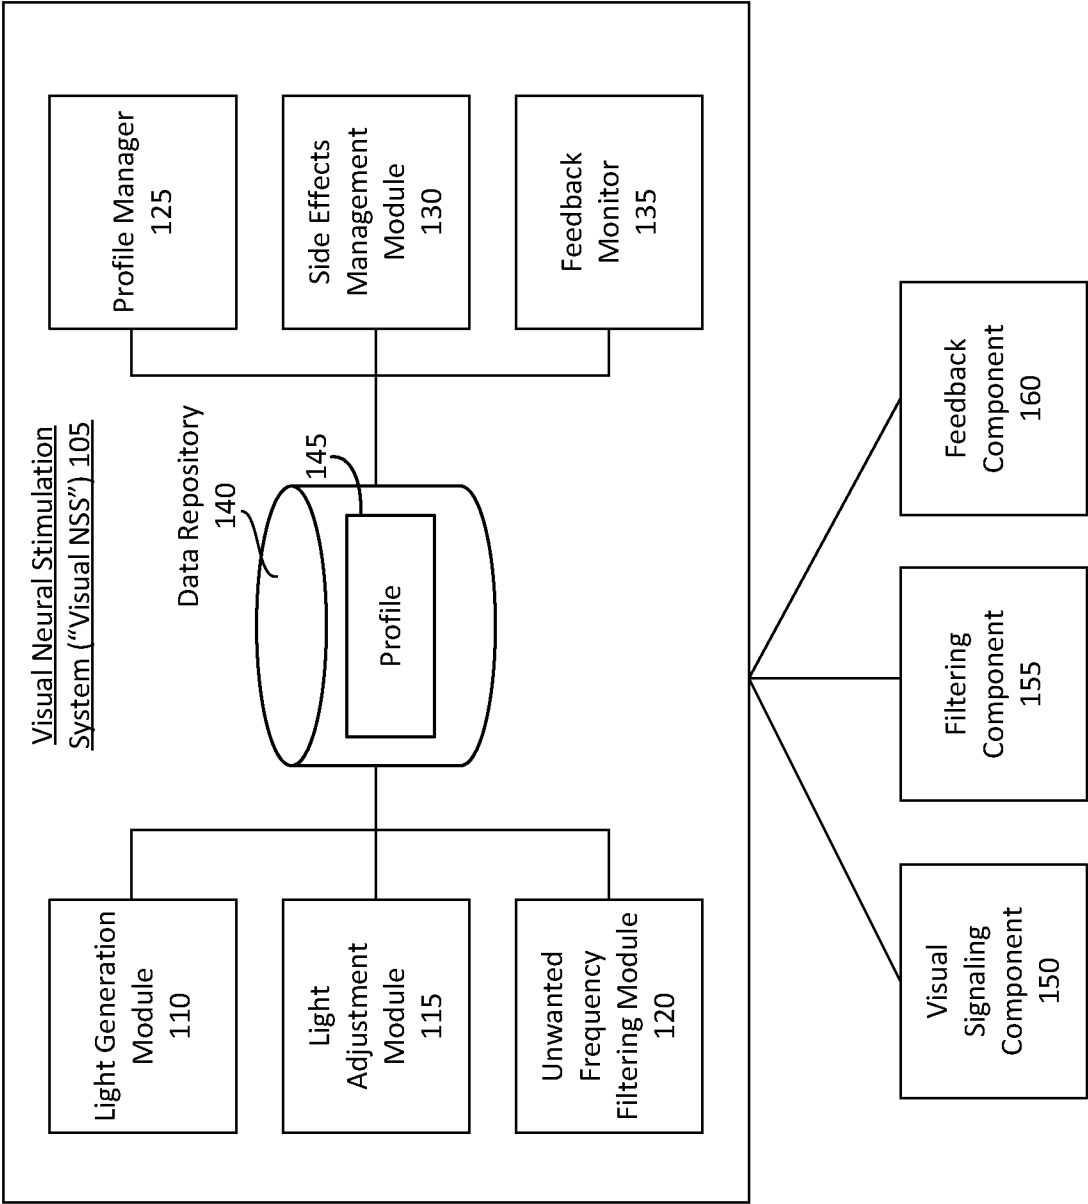 Visual Neural Stimulation
System (“Visual NSS”) 105
Light Generation
Module
110
Light
Adjustment
Module
115
Unwanted
Frequency
Filtering Module
120
Data Repository
140
145
Profile
Profile Manager
125
Side Effects
Management
Module
130
Feedback
Monitor
135
Visual
Signaling
Component
150
Filtering
Component
155
Feedback
Component
160